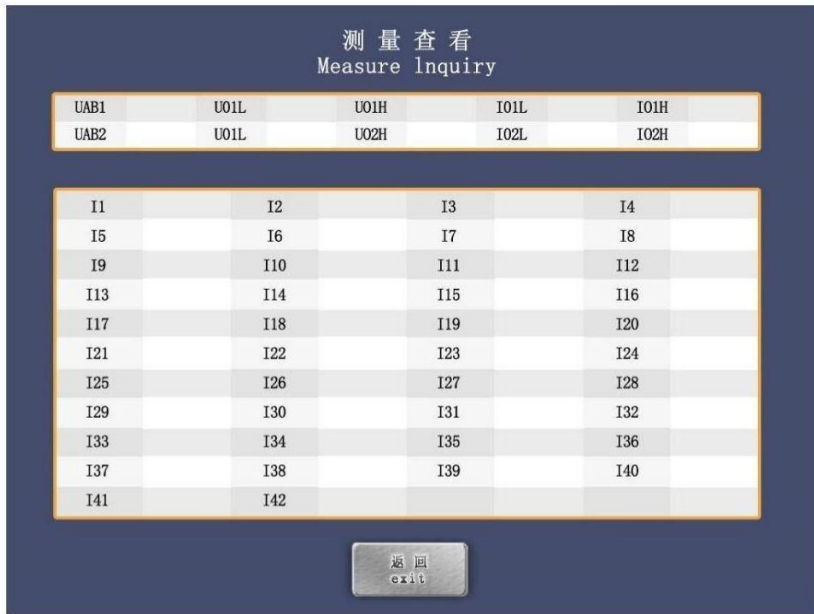 测量查看
Measure lnquiry
UAB1 U01L U01H I01L I01H
UAB2 U01L U02H I02L I02H
I1 I2 I3 I4
I5 I6 I7 I8
I9 I10 I11 I12
I13 I14 I15 I16
I17 I18 I19 I20
I21 I22 I23 I24
I25 I26 I27 I28
I29 I30 I31 I32
I33 I34 I35 I36
I37 I38 I39 I40
I41 I42
返回
exit